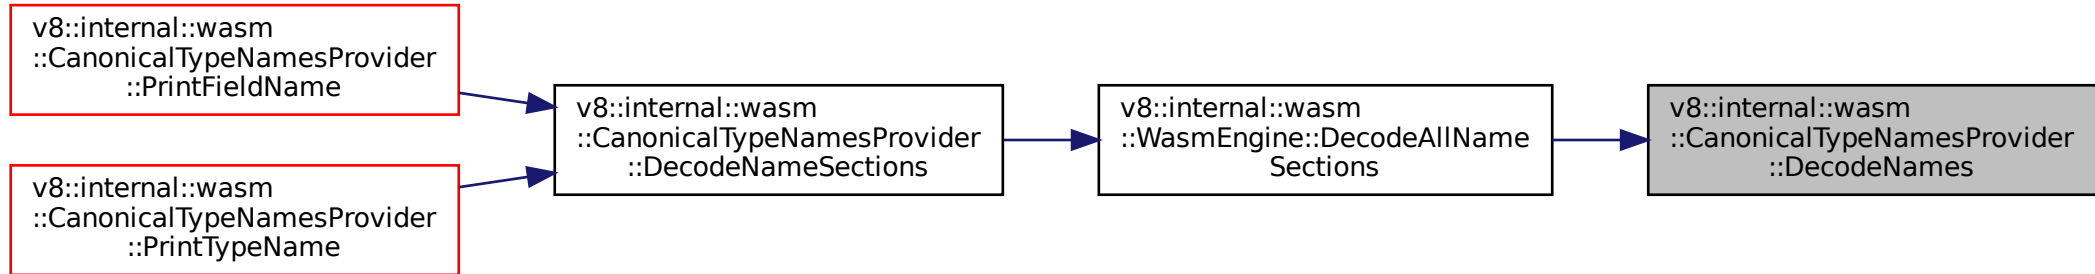 v8::internal::wasm
::CanonicalTypeNamesProvider
::PrintFieldName
v8::internal::wasm
::CanonicalTypeNamesProvider
::PrintTypeName
v8::internal::wasm
::CanonicalTypeNamesProvider
::DecodeNameSections
v8::internal::wasm
::WasmEngine::DecodeAllName
Sections
v8::internal::wasm
::CanonicalTypeNamesProvider
::DecodeNames